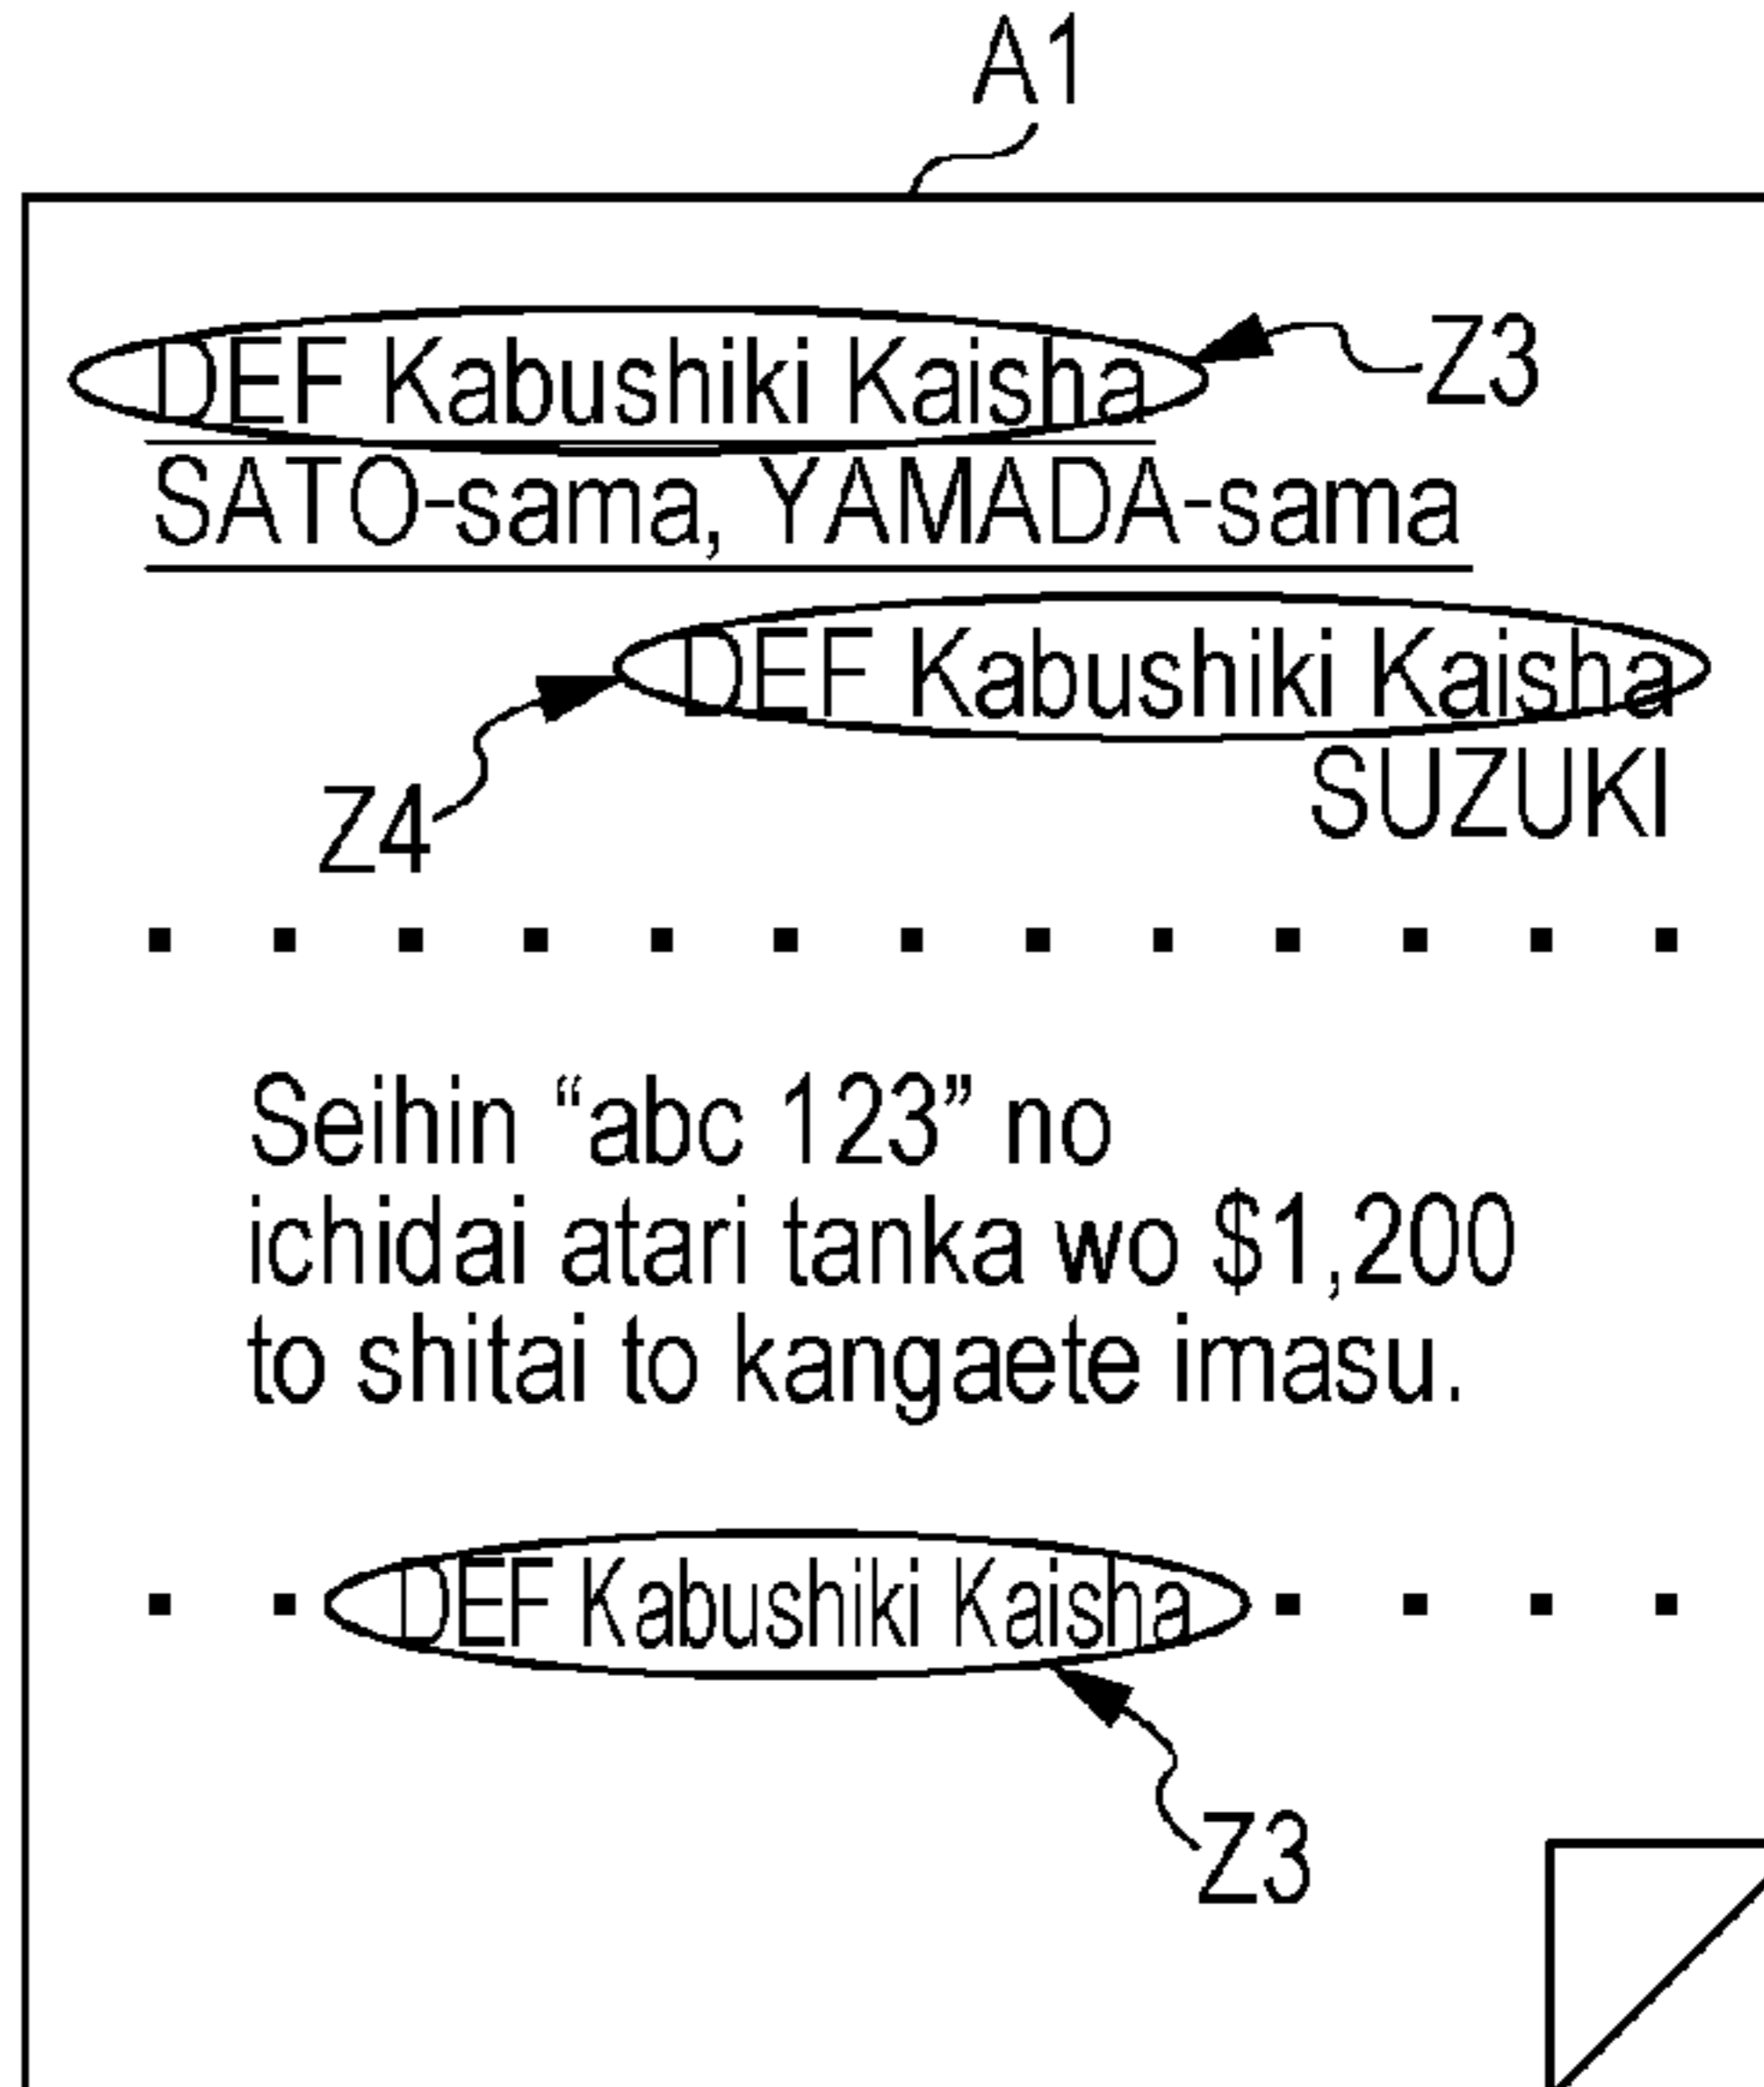 A1
DEF Kabushiki Kaisha Z3
SATO-sama, YAMADA-sama
DEF Kabushiki Kaisha
Z4 SUZUKI
Seihin “abc 123” no
ichidai atari tanka wo $1,200
to shitai to kangaete imasu.
DEF Kabushiki Kaisha
Z3